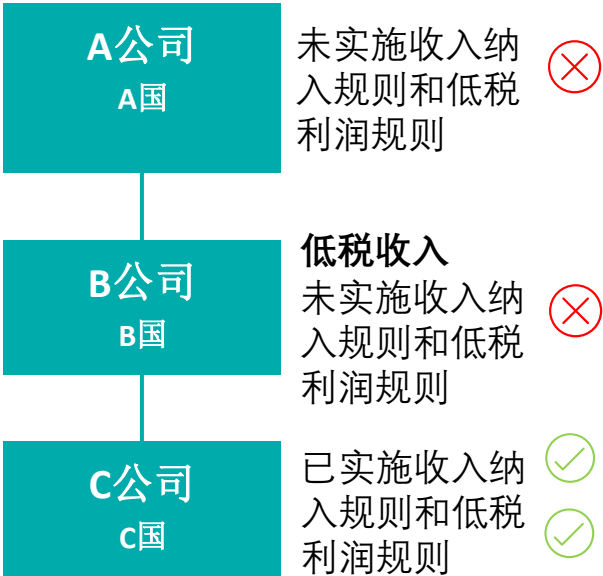 A公司
A国
未实施收入纳
入规则和低税
利润规则
B公司
B国
低税收入
未实施收入纳
入规则和低税
利润规则
C公司
C国
已实施收入纳
入规则和低税
利润规则